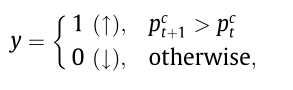 y = { 1 (↑), p^c_{t+1} > p^c_t
0 (↓), otherwise,